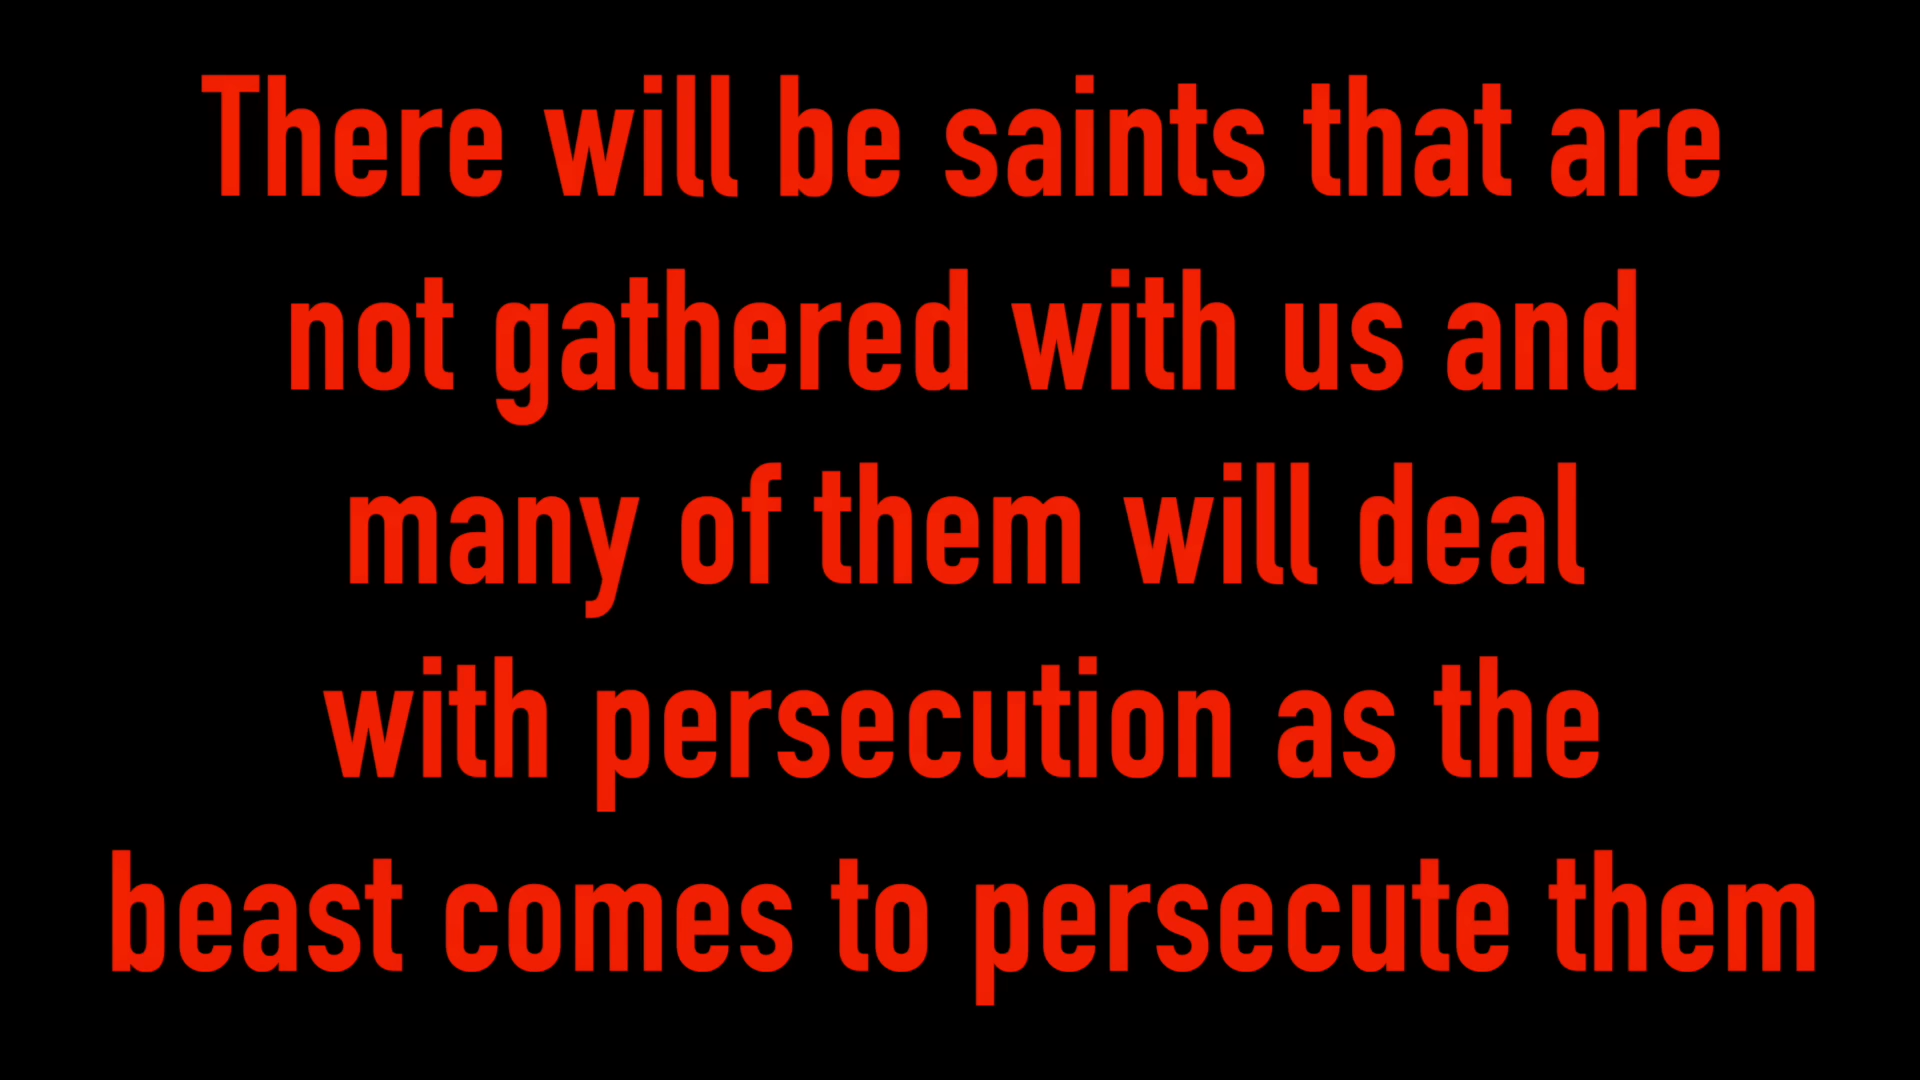 There will be saints that are
not gathered with us and
many of them will deal
with persecution as the
beast comes to persecute them